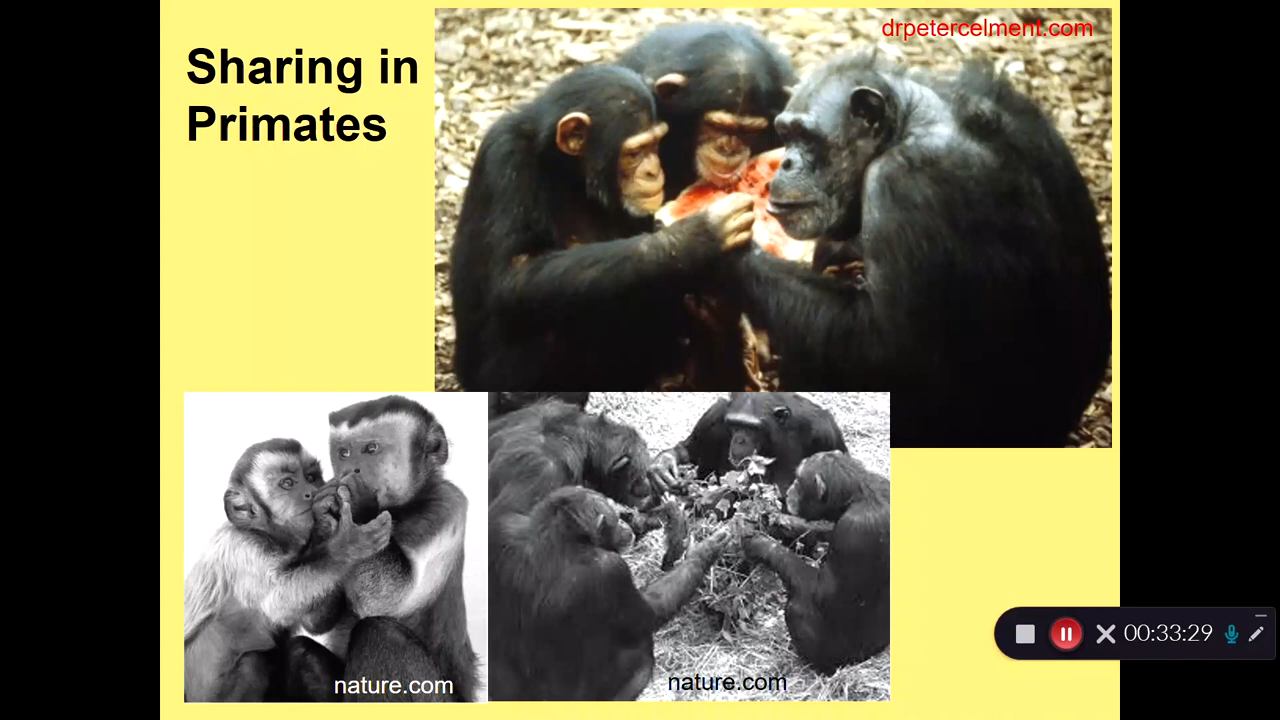 Sharing in
Primates
drpetercelment.com
nature.com
nature.com
00:33:29